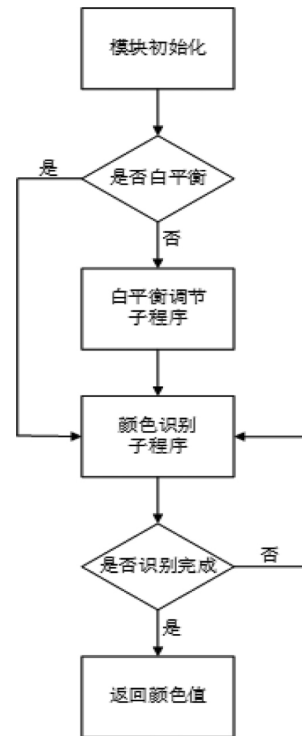 模块初始化
是
是否白平衡
否
白平衡调节
子程序
颜色识别
子程序
是否识别完成
否
是
返回颜色值